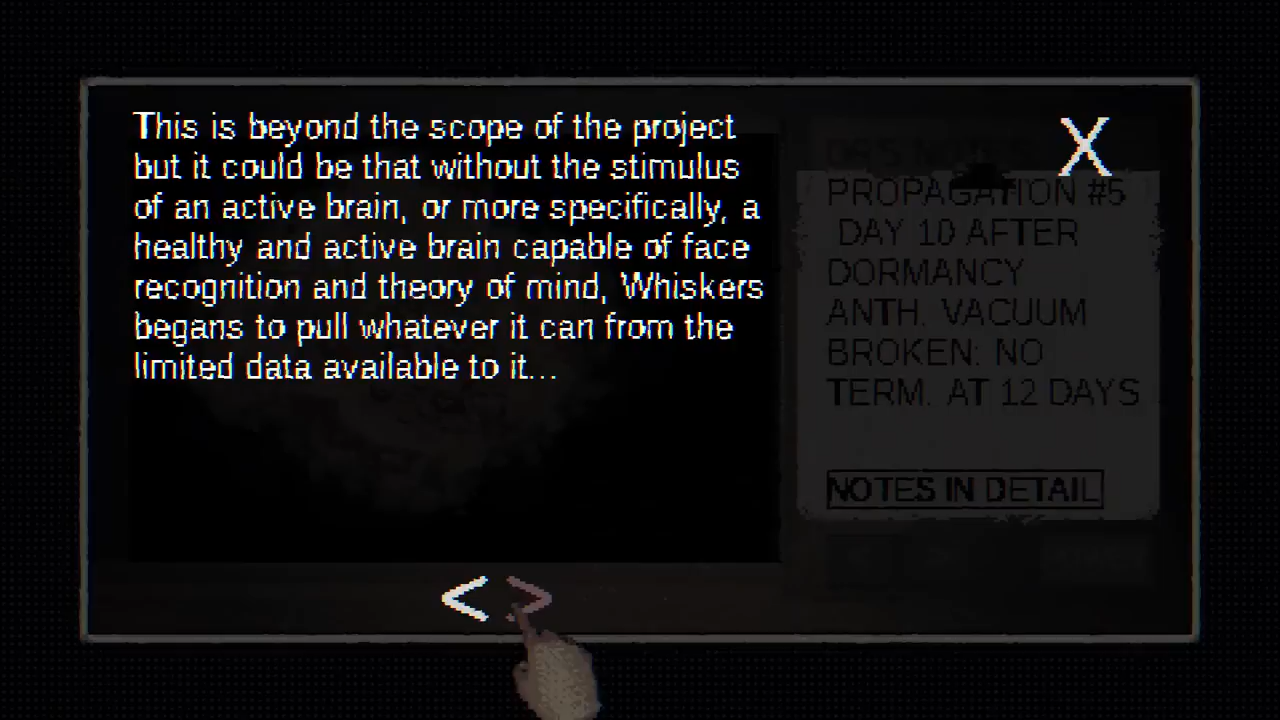 This is beyond the scope of the project
but it could be that without the stimulus
of an active brain, or more specifically, a
healthy and active brain capable of face
recognition and theory of mind, Whiskers
begans to pull whatever it can from the
limited data available to it...
X
PROPAGATION #5
DAY 10 AFTER
DORMANCY
ANTH. VACUUM
BROKEN: NO
TERM. AT 12 DAYS
NOTES IN DETAIL
< >